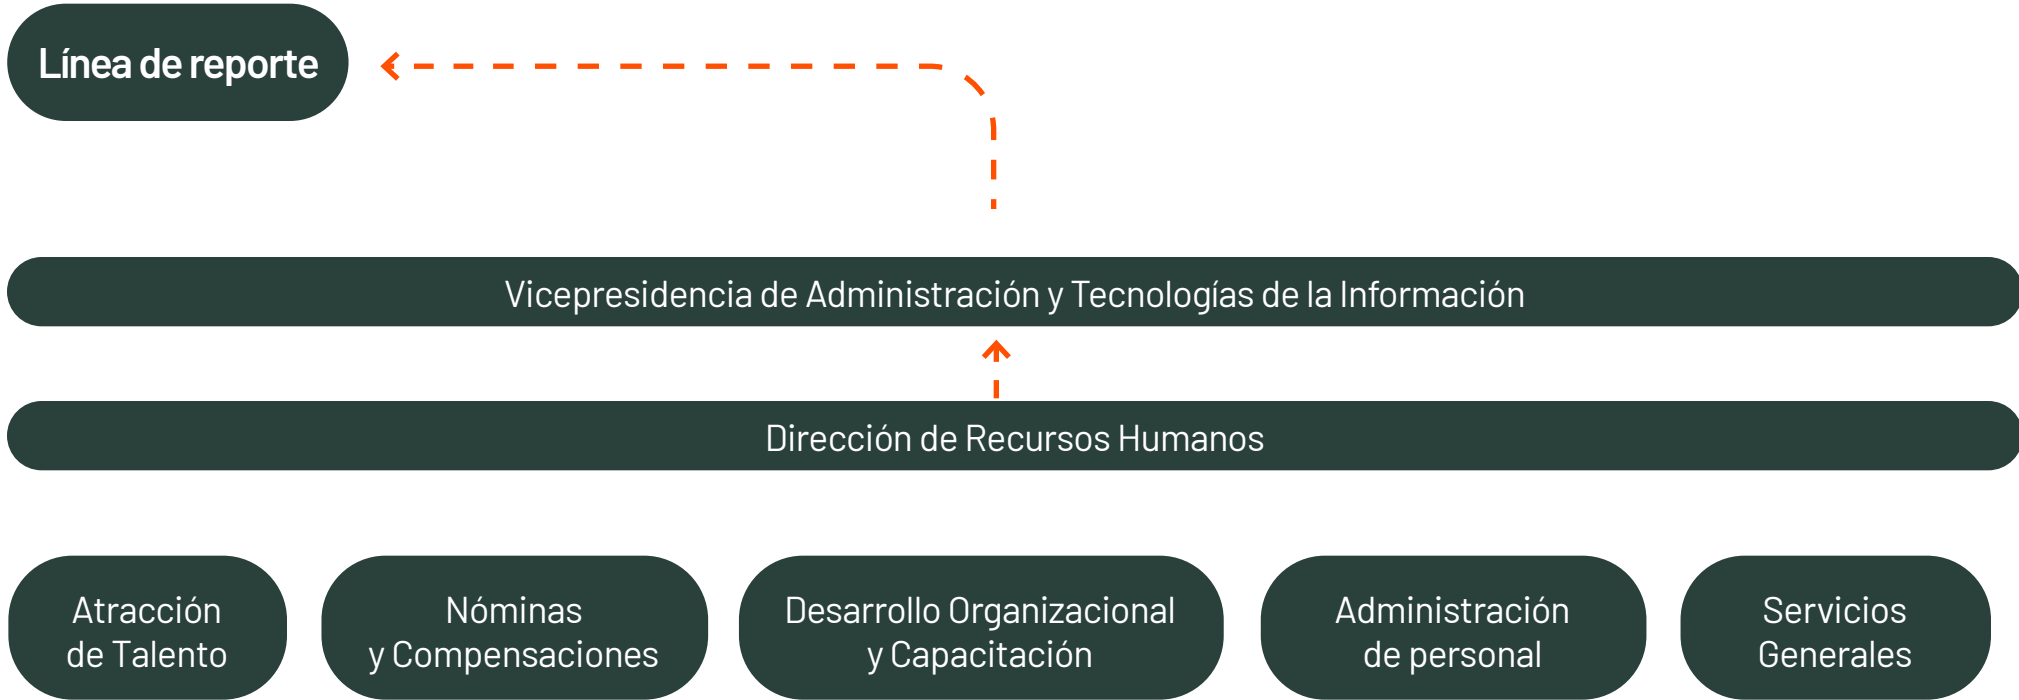 Línea de reporte
Vicepresidencia de Administración y Tecnologías de la Información
Dirección de Recursos Humanos
Atracción
de Talento
Nóminas
y Compensaciones
Desarrollo Organizacional
y Capacitación
Administración
de personal
Servicios
Generales